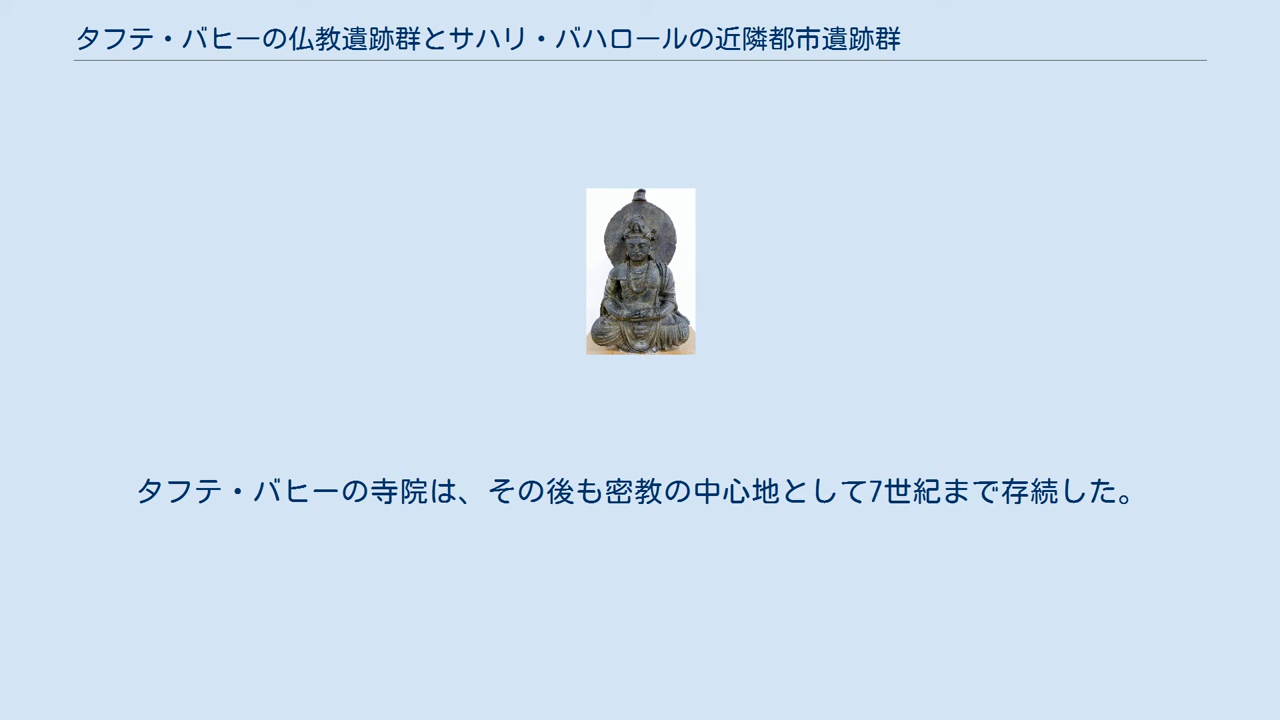 タフテ・バヒーの仏教遺跡群とサハリ・バハロールの近隣都市遺跡群
タフテ・バヒーの寺院は、その後も密教の中心地として7世紀まで存続した。